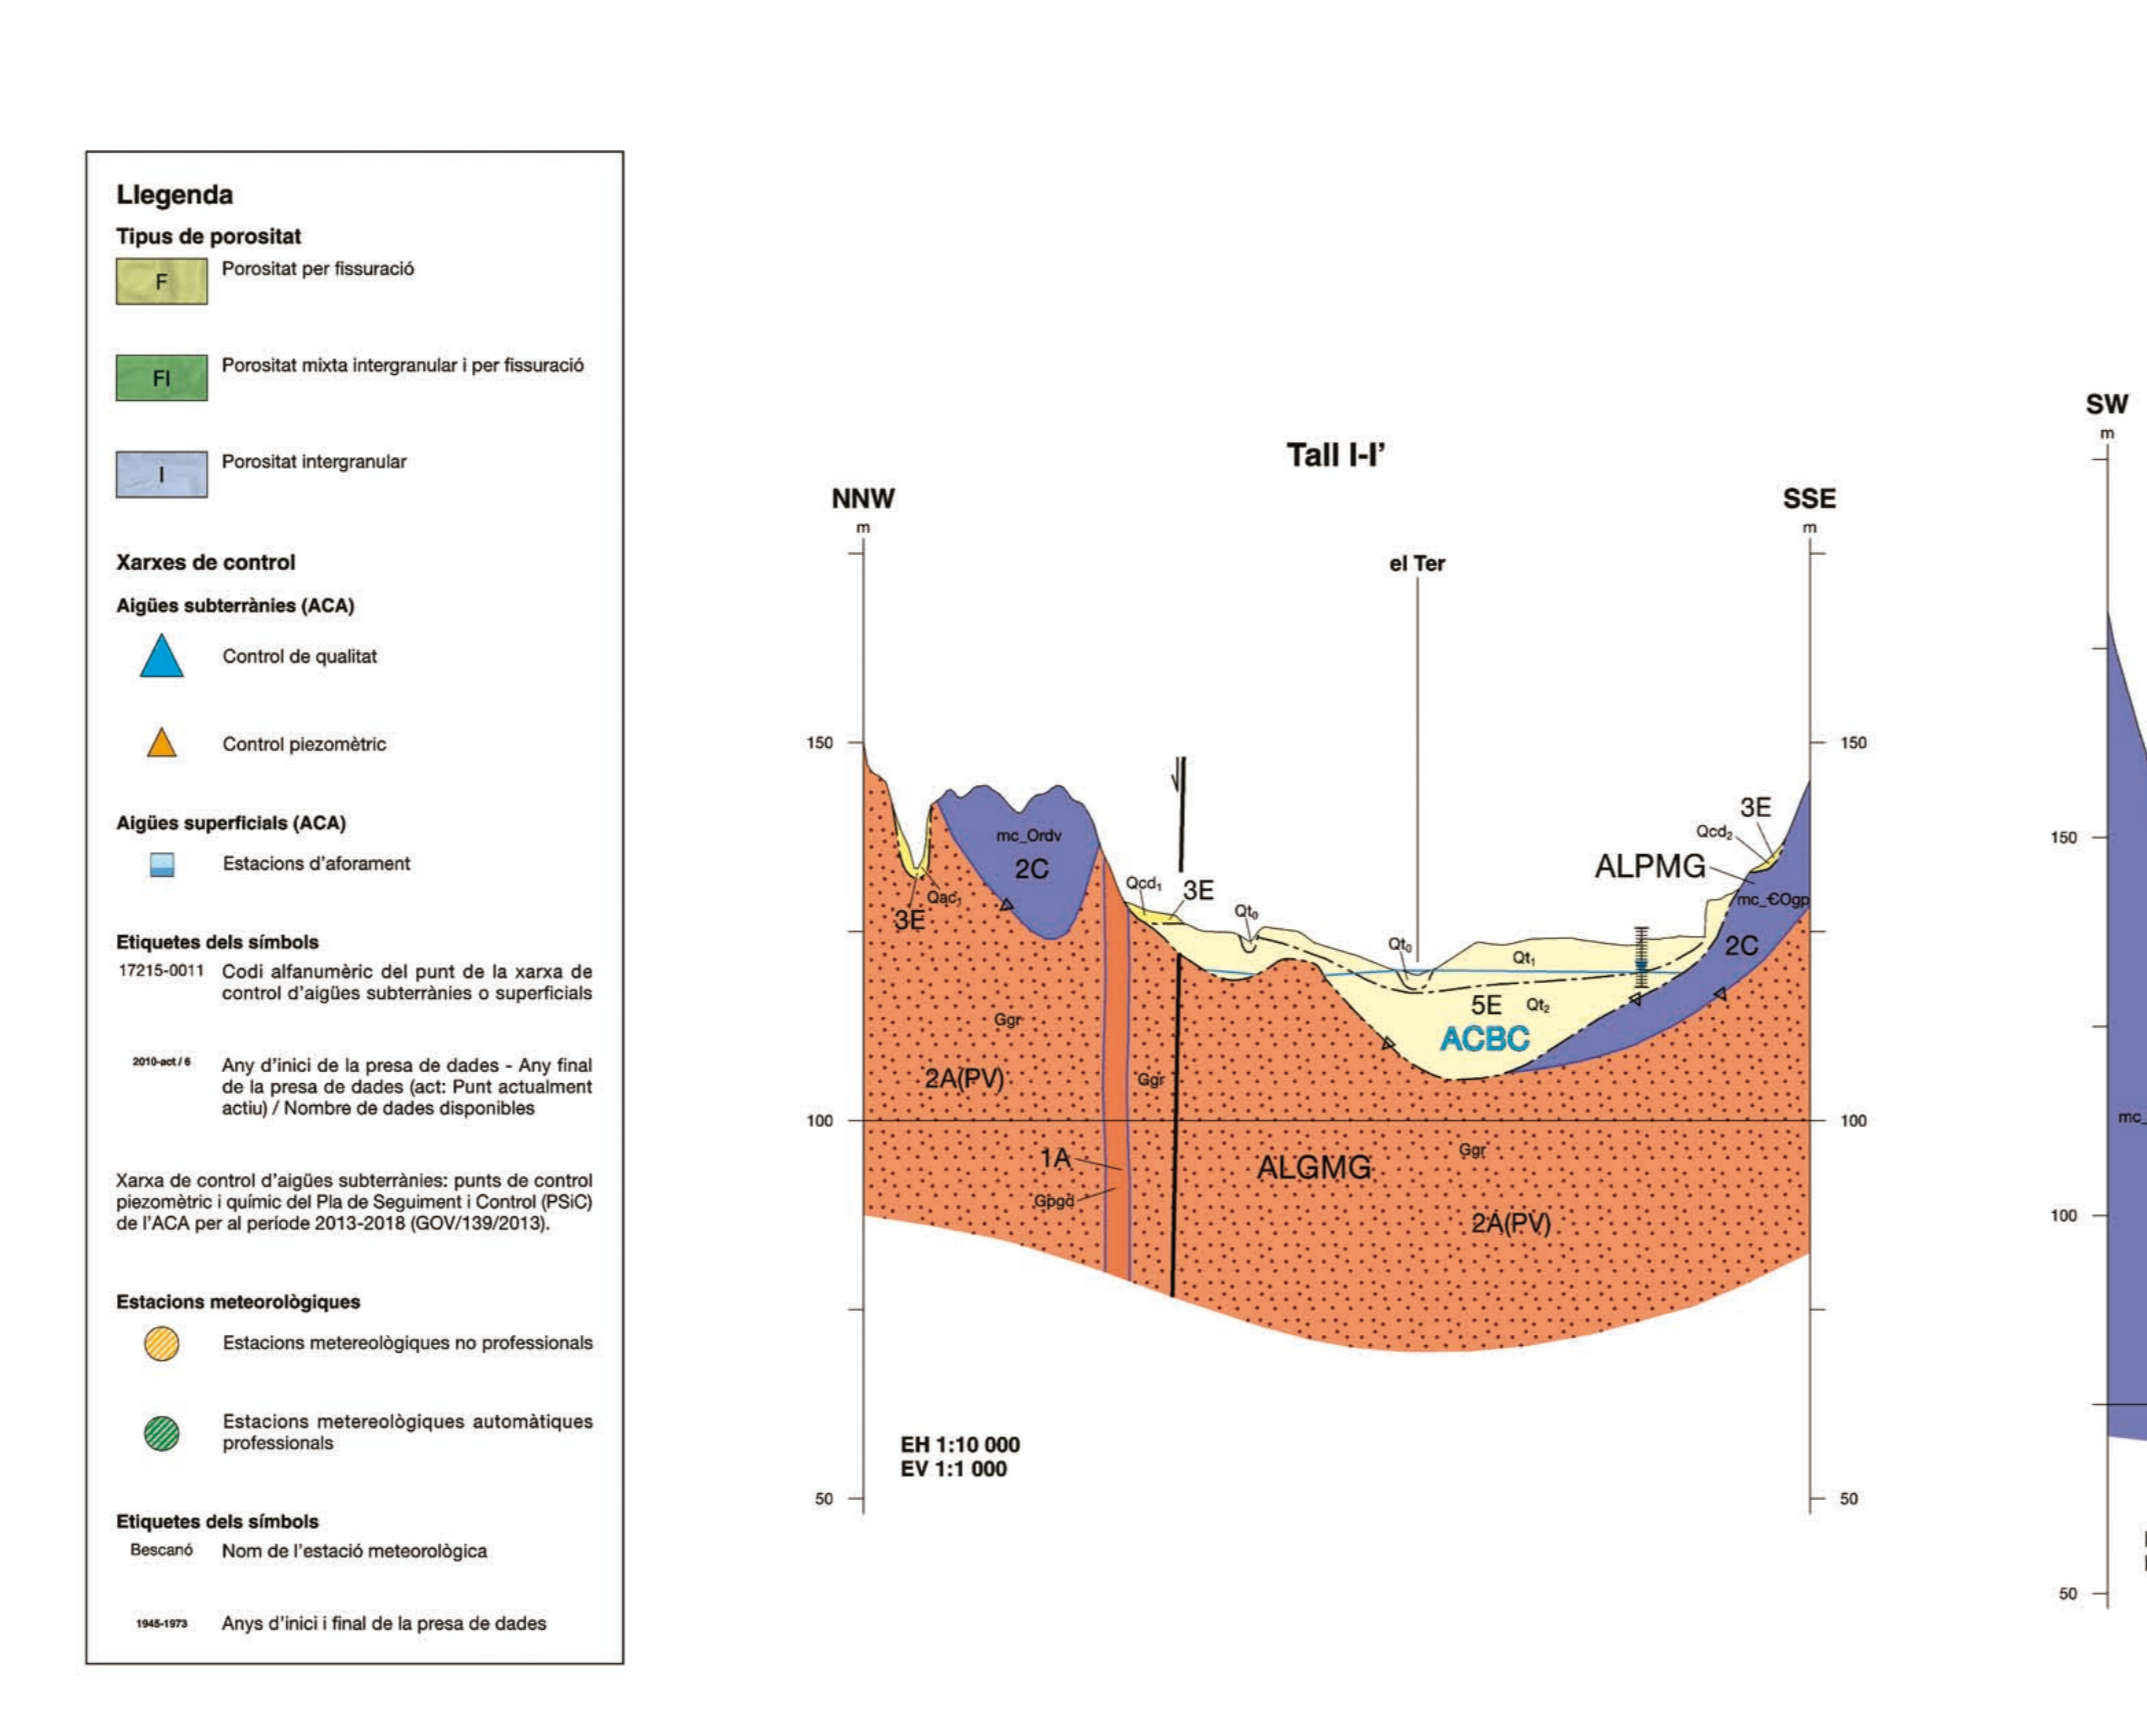 Llegenda
Tipus de porositat
F
Porositat per fissuració
FI
Porositat mixta intergranular i per fissuració
I
Porositat intergranular
Xarxes de control
Aigües subterrànies (ACA)
Control de qualitat
Control piezomètric
Aigües superficials (ACA)
Estacions d'aforament
Etiquetes dels símbols
17215-0011 Codi alfanumèric del punt de la xarxa de
control d'aigües subterrànies o superficials
2010-act / 6 Any d'inici de la presa de dades - Any final
de la presa de dades (act: Punt actualment
actiu) / Nombre de dades disponibles
Xarxa de control d'aigües subterrànies: punts de control
piezomètric i químic del Pla de Seguiment i Control (PSiC)
de l'ACA per al període 2013-2018 (GOV/139/2013).
Estacions meteorològiques
Estacions metereològiques no professionals
Estacions metereològiques automàtiques
professionals
Etiquetes dels símbols
Bescanó Nom de l'estació meteorològica
1945-1973 Anys d'inici i final de la presa de dades
Tall I-I'
NNW
SSE
m
m
el Ter
150
150
3E
Qcd2
mc_Ordv
ALPMG
2C
Qcd1
3E
Qac1
mc_ЄOgp
3E
Qt0
Qt0
2C
Qt1
5E
Qt2
Ggr
ACBC
2A(PV)
Ggr
100
100
1A
ALGMG
Ggr
Gpgd
2A(PV)
EH 1:10 000
EV 1:1 000
50
50
SW
m
150
mc_
100
50